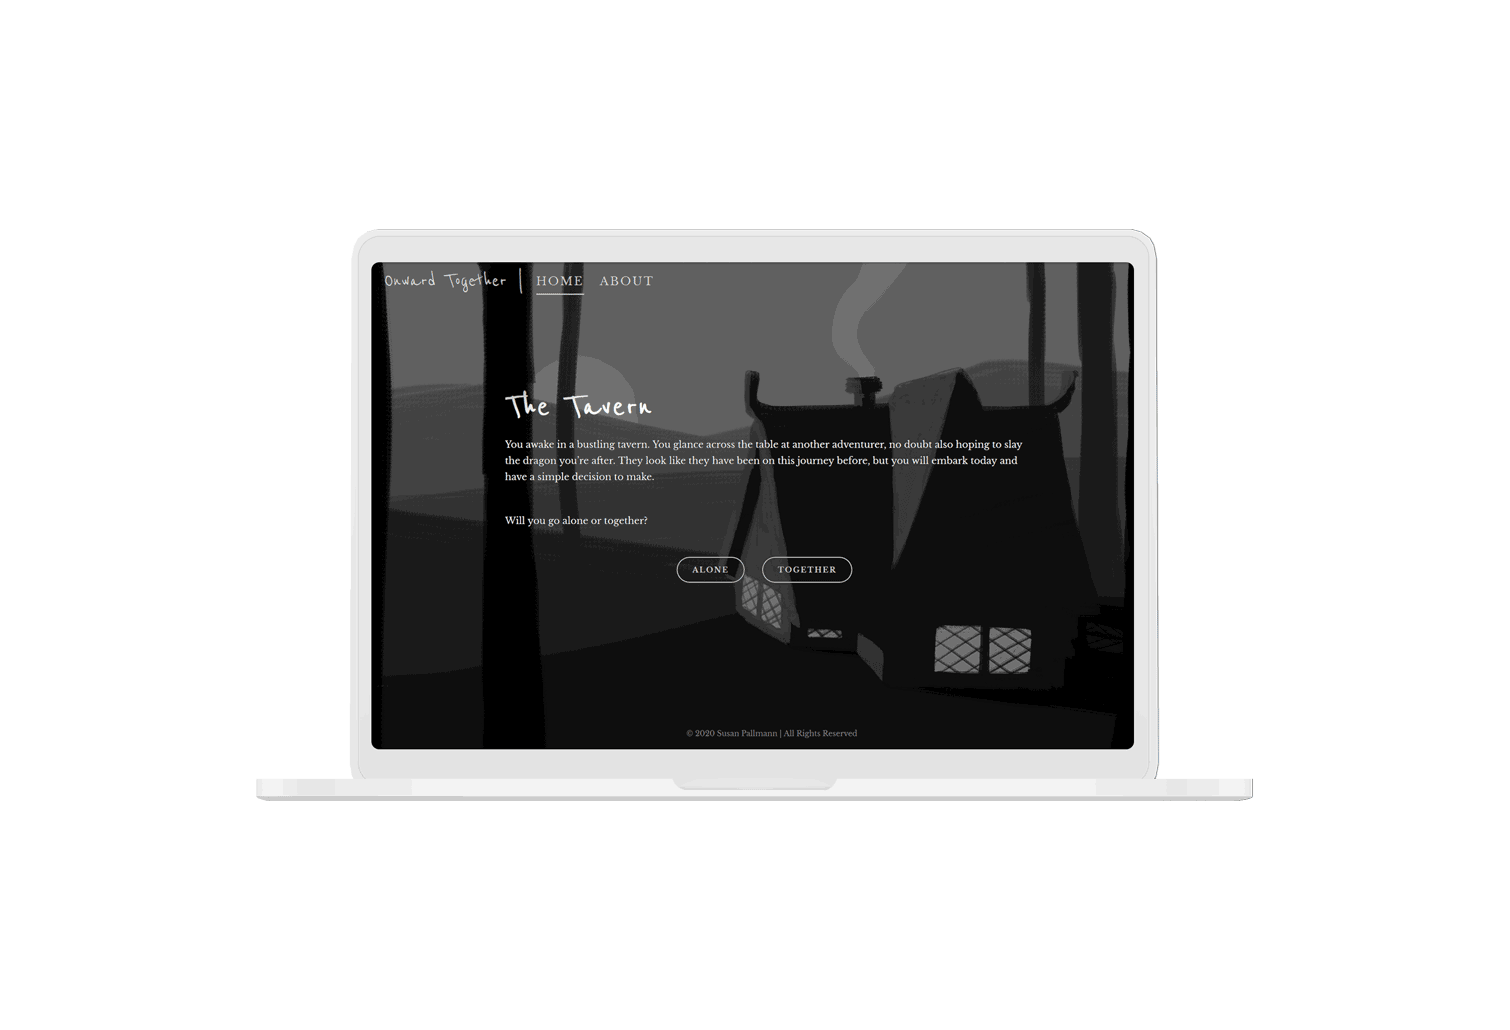 Onward Together | HOME ABOUT
The Tavern
You awake in a bustling tavern. You glance across the table at another adventurer, no doubt also hoping to slay
the dragon you're after. They look like they have been on this journey before, but you will embark today and
have a simple decision to make.
Will you go alone or together?
ALONE TOGETHER
© 2020 Susan Pallmann | All Rights Reserved